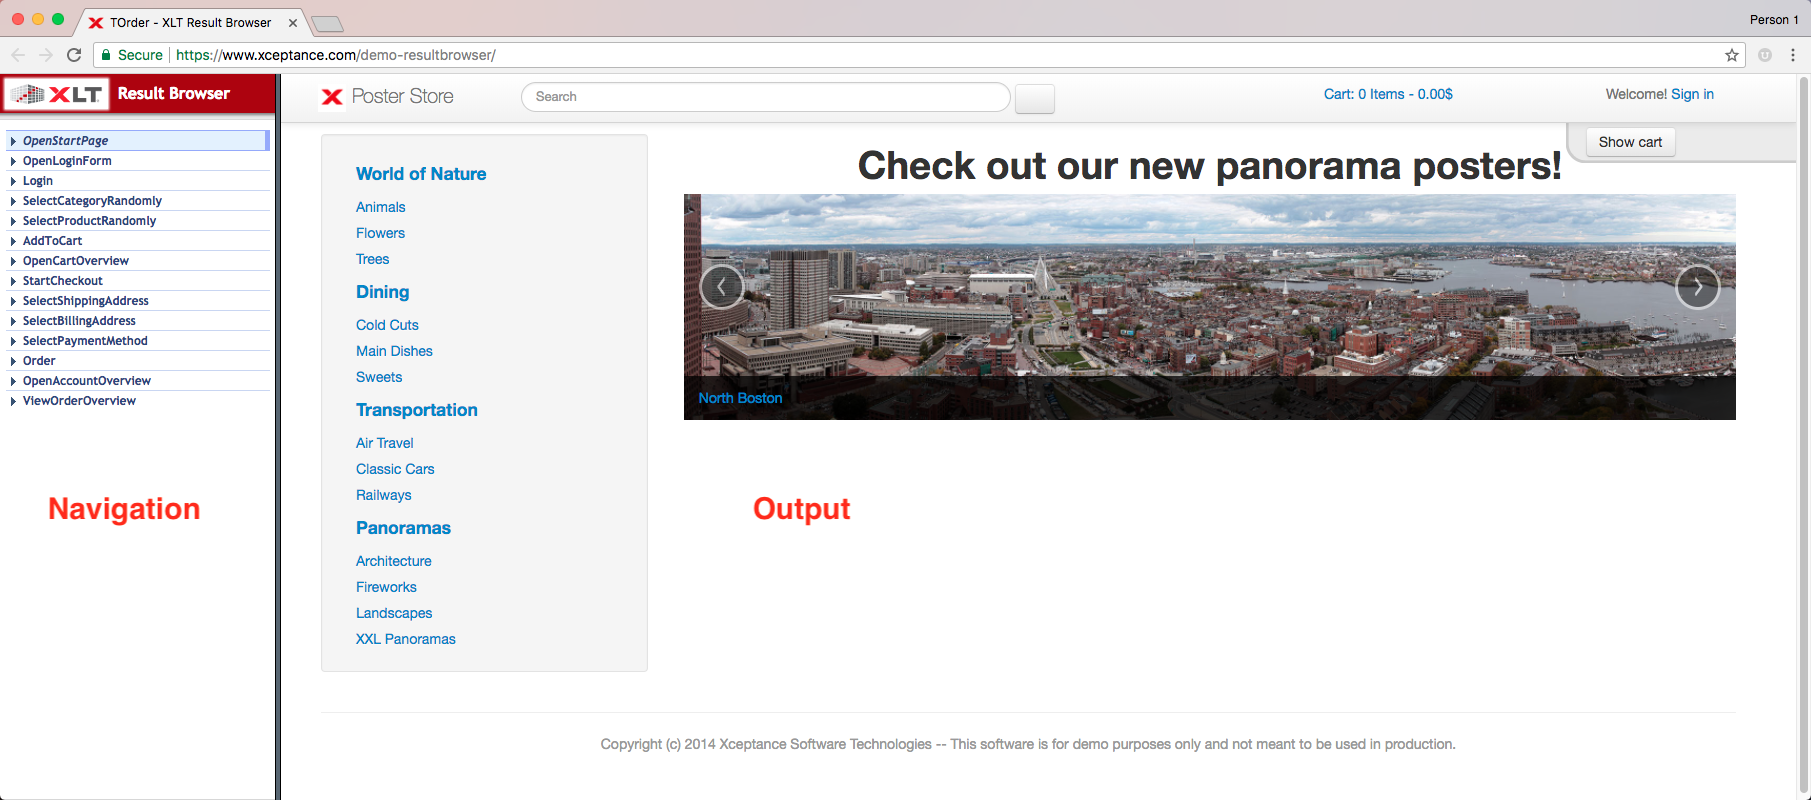 TOrder - XLT Result Browser
Person 1
Secure https://www.xceptance.com/demo-resultbrowser/
XLT Result Browser
OpenStartPage
OpenLoginForm
Login
SelectCategoryRandomly
SelectProductRandomly
AddToCart
OpenCartOverview
StartCheckout
SelectShippingAddress
SelectBillingAddress
SelectPaymentMethod
Order
OpenAccountOverview
ViewOrderOverview
Navigation
Poster Store
Search
Cart: 0 Items - 0.00$
Welcome! Sign in
Show cart
World of Nature
Animals
Flowers
Trees
Dining
Cold Cuts
Main Dishes
Sweets
Transportation
Air Travel
Classic Cars
Railways
Panoramas
Architecture
Fireworks
Landscapes
XXL Panoramas
Check out our new panorama posters!
North Boston
Output
Copyright (c) 2014 Xceptance Software Technologies -- This software is for demo purposes only and not meant to be used in production.